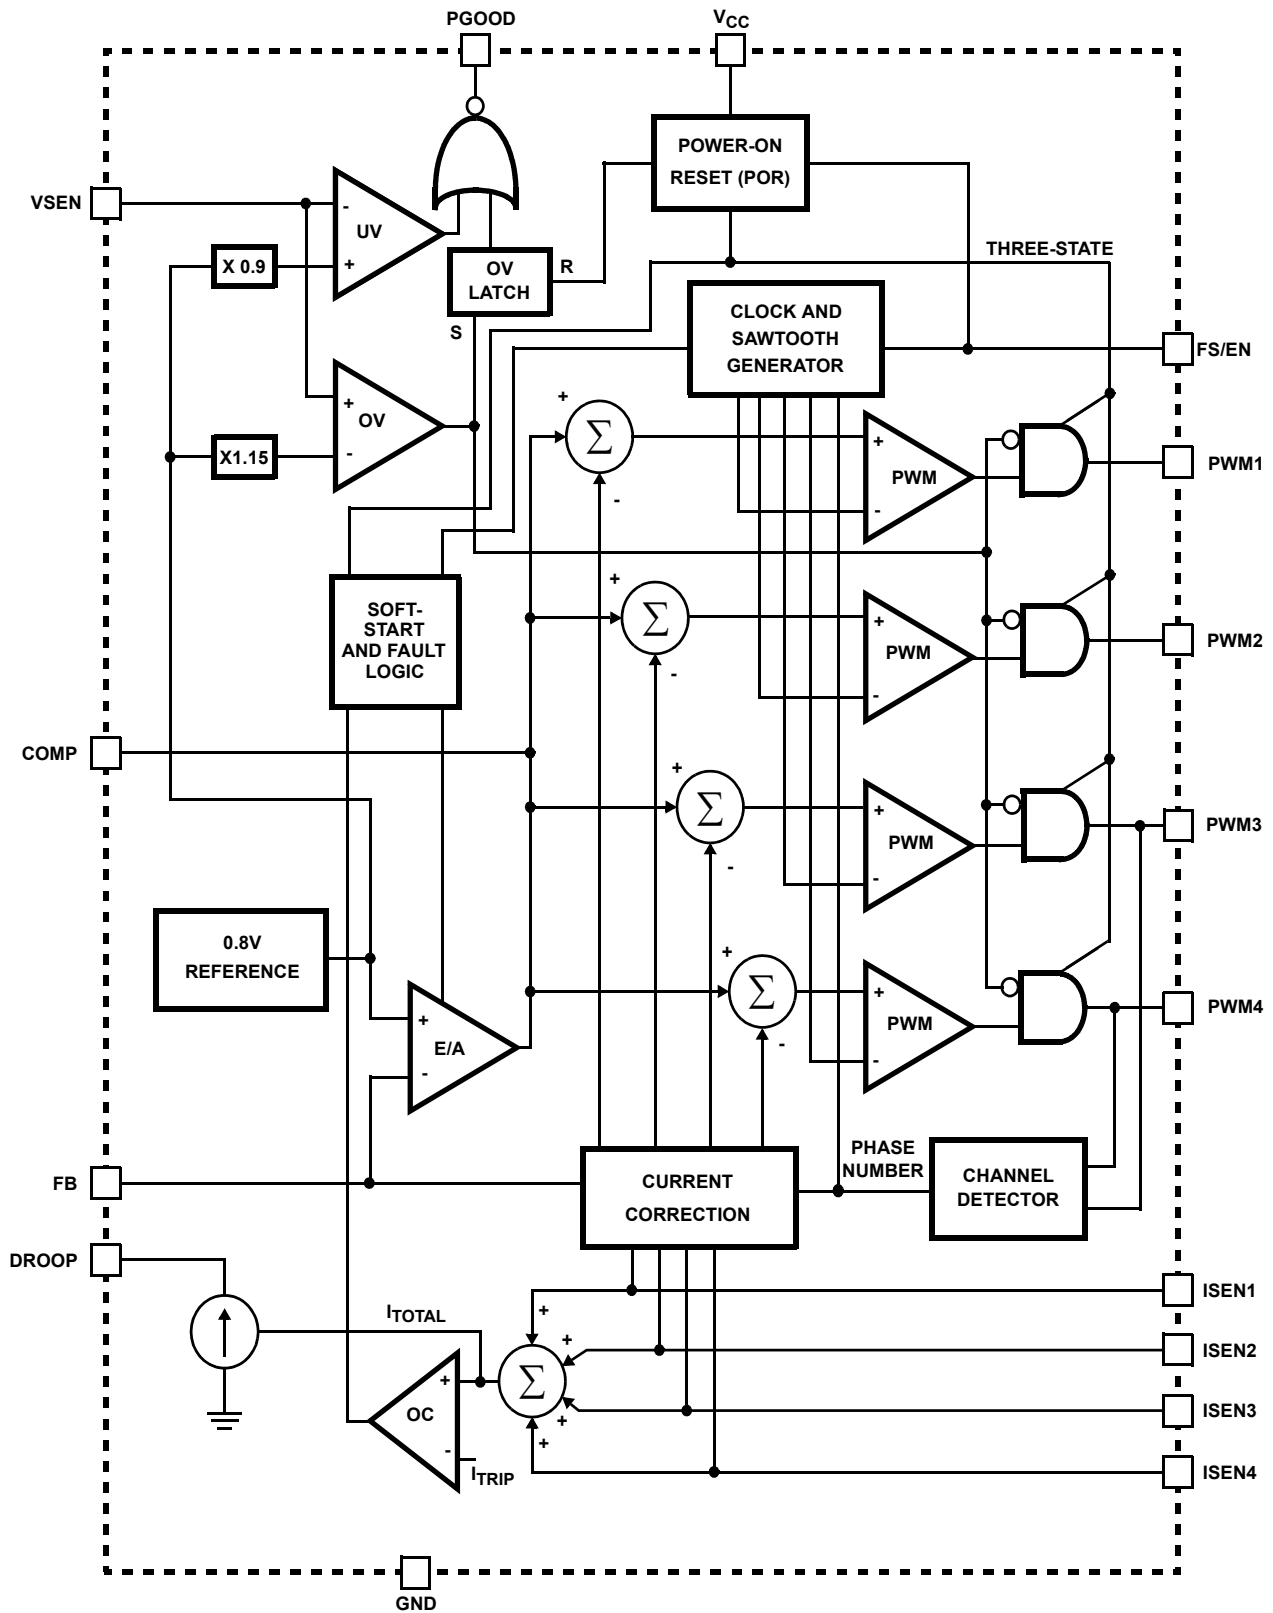 PGOOD
VCC
POWER-ON
RESET (POR)
VSEN
-
UV
+
X 0.9
OV
LATCH
R
S
THREE-STATE
CLOCK AND
SAWTOOTH
GENERATOR
FS/EN
+
OV
-
X1.15
+
Σ
-
+
PWM
-
PWM1
SOFT-
START
AND FAULT
LOGIC
+
Σ
-
+
PWM
-
PWM2
COMP
+
Σ
-
+
PWM
-
PWM3
0.8V
REFERENCE
+
E/A
-
+
Σ
-
+
PWM
-
PWM4
FB
CURRENT
CORRECTION
PHASE
NUMBER
CHANNEL
DETECTOR
DROOP
ITOTAL
+
OC
-
ITRIP
+
+
Σ
+
+
ISEN1
ISEN2
ISEN3
ISEN4
GND